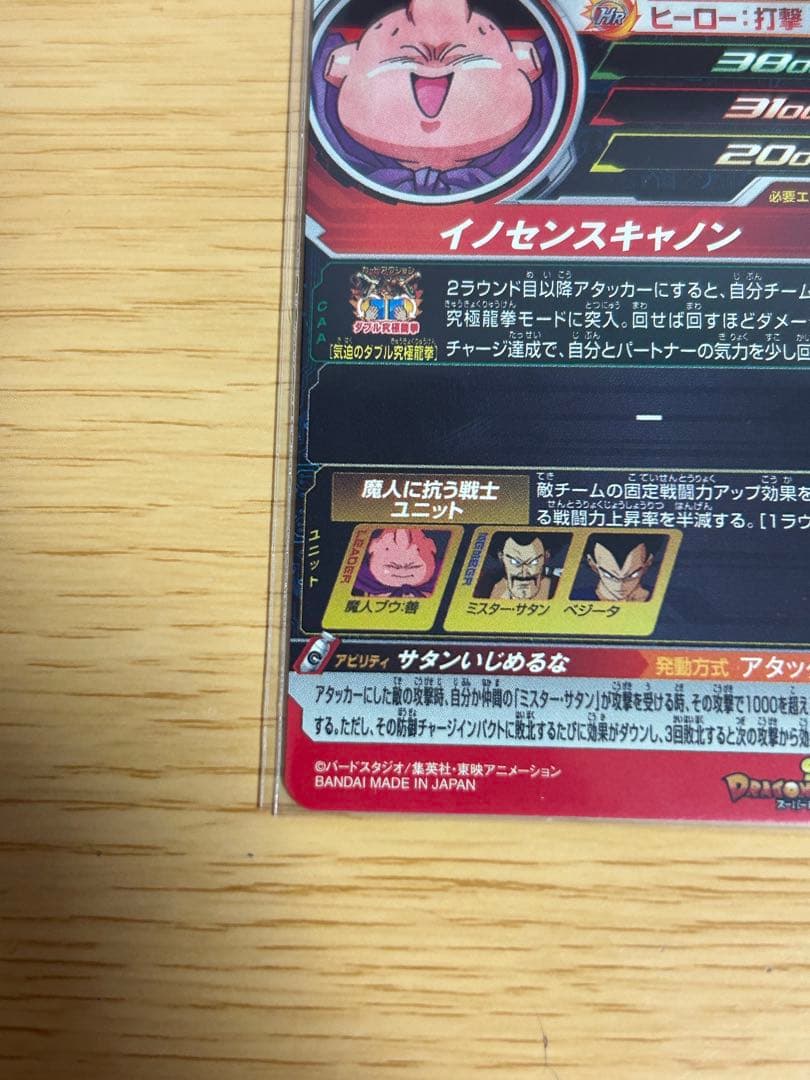 HR ヒーロー:打撃
380
3100
200
必要エ
イノセンスキャノン
CAA
ダブル究極龍拳
[気迫のダブル究極龍拳]
2ラウンド目以降アタッカーにすると、自分チーム
究極龍拳モードに突入。回せば回すほどダメー
チャージ達成で、自分とパートナーの気力を少し回
ー
ユニット
魔人に抗う戦士
ユニット
敵チームの固定戦闘力アップ効果を
る戦闘力上昇率を半減する。[1ラウ
LEADER
MEMBER
魔人ブウ:善
ミスター・サタン
ベジータ
アビリティ サタンいじめるな 発動方式 アタッ
アタッカーにした敵の攻撃時、自分か仲間の「ミスター・サタン」が攻撃を受ける時、その攻撃で1000を超え
する。ただし、その防御チャージインパクトに敗北するたびに効果がダウンし、3回敗北すると次の攻撃から効
©バードスタジオ/集英社・東映アニメーション
BANDAI MADE IN JAPAN
DRAGON